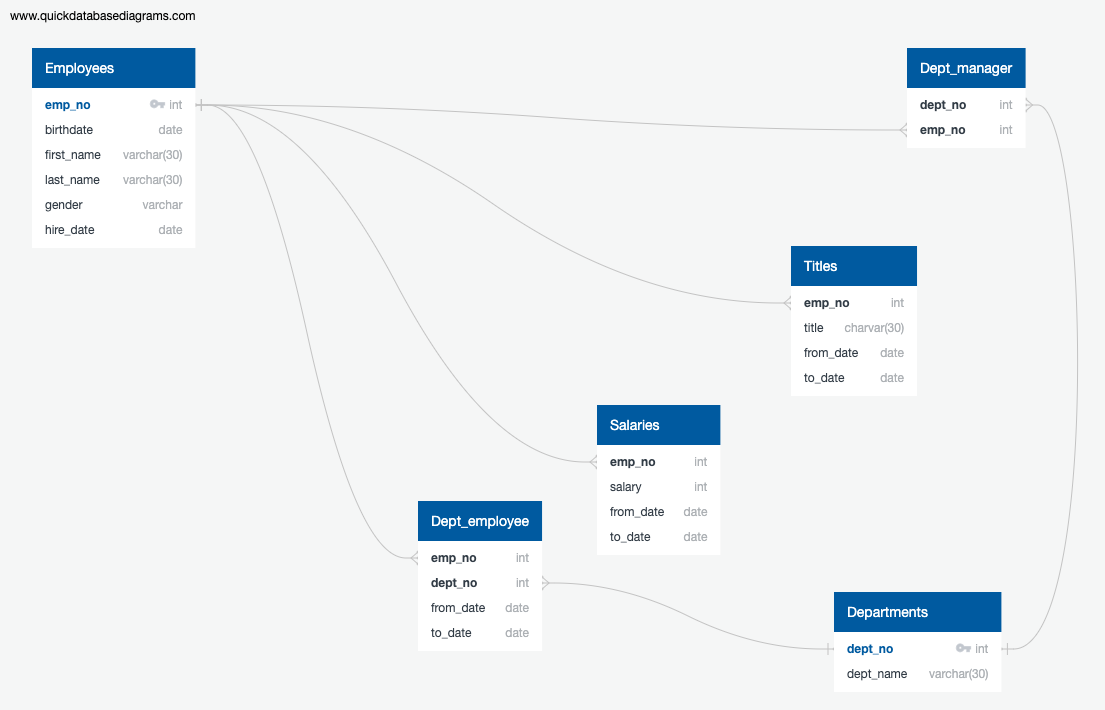 www.quickdatabasediagrams.com
Employees
emp_no int
birthdate date
first_name varchar(30)
last_name varchar(30)
gender varchar
hire_date date
Dept_manager
dept_no int
emp_no int
Titles
emp_no int
title charvar(30)
from_date date
to_date date
Salaries
emp_no int
salary int
from_date date
to_date date
Dept_employee
emp_no int
dept_no int
from_date date
to_date date
Departments
dept_no int
dept_name varchar(30)